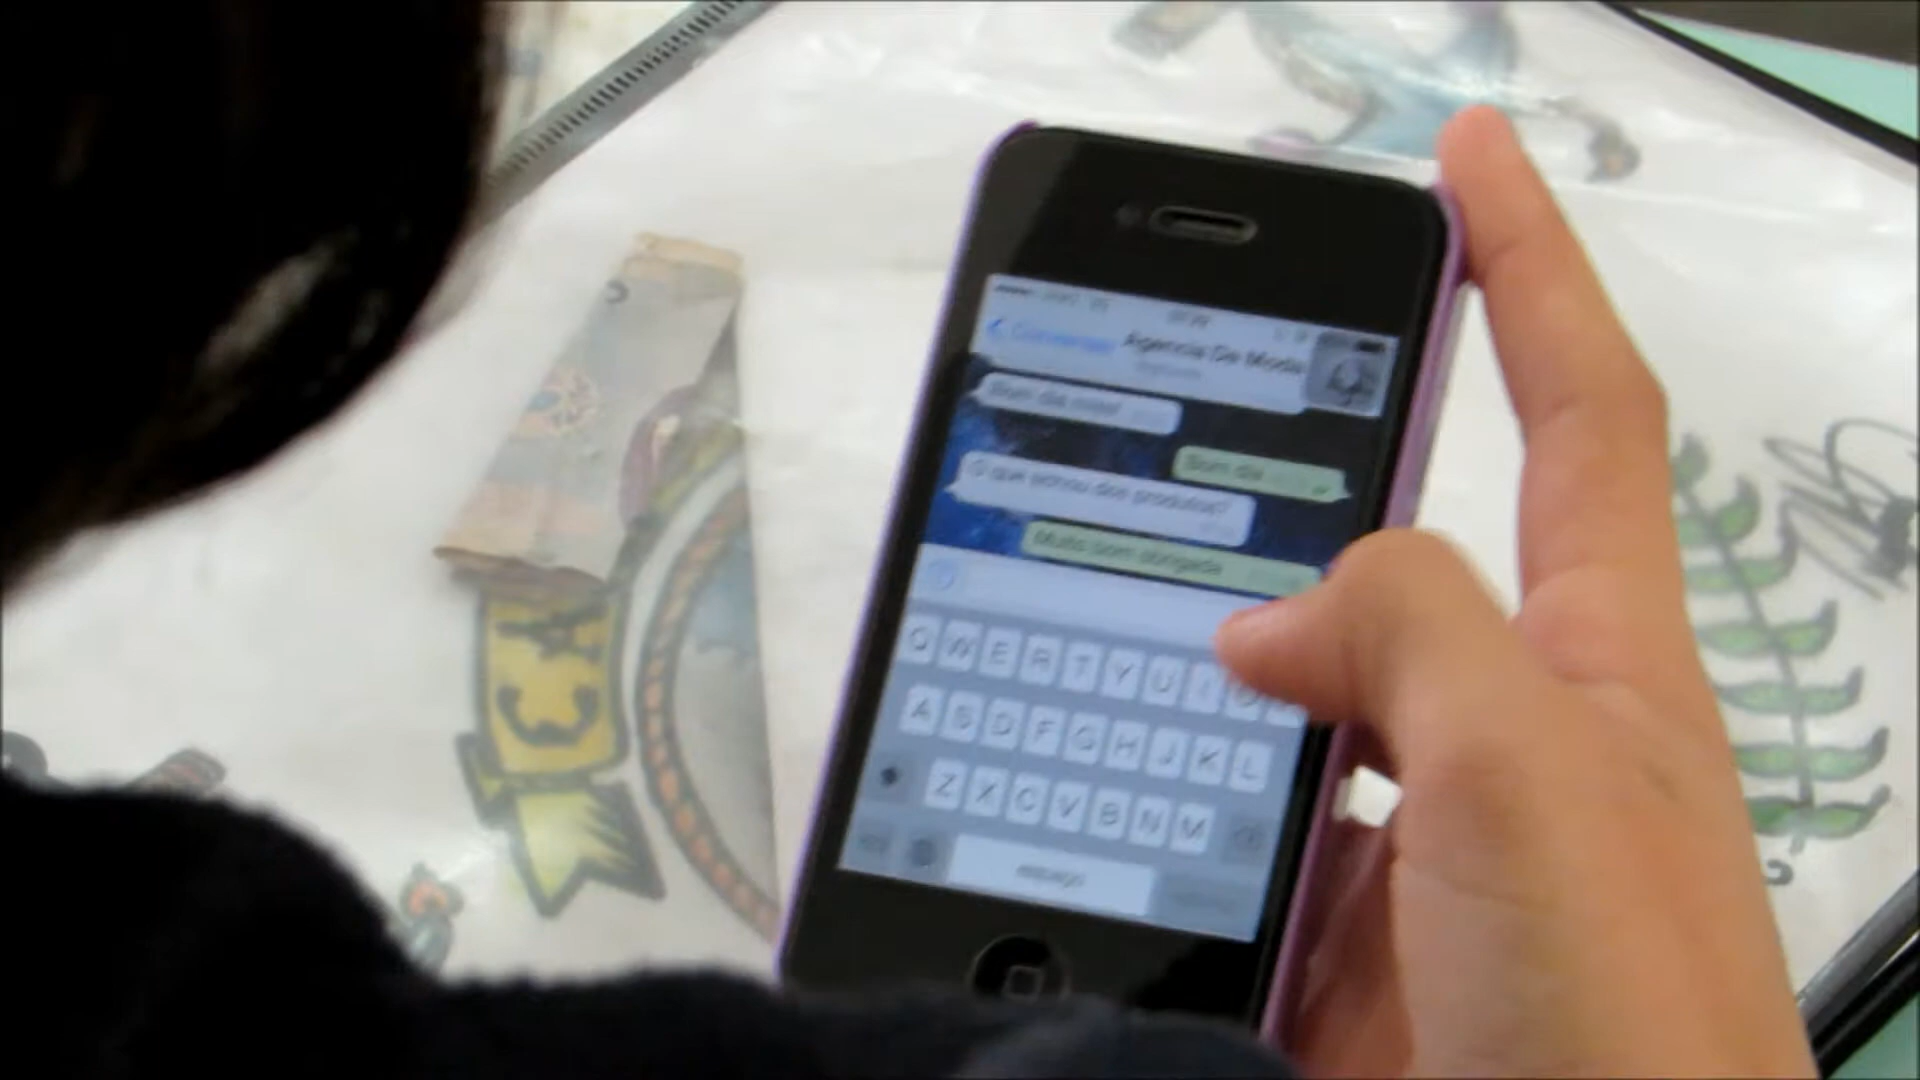 Agencia De Moda
Bom dia
O que achou dos produtos?
Muito bom obrigada
Q W E R T Y U I O
A S D F G H J K L
Z X C V B N M
espaço